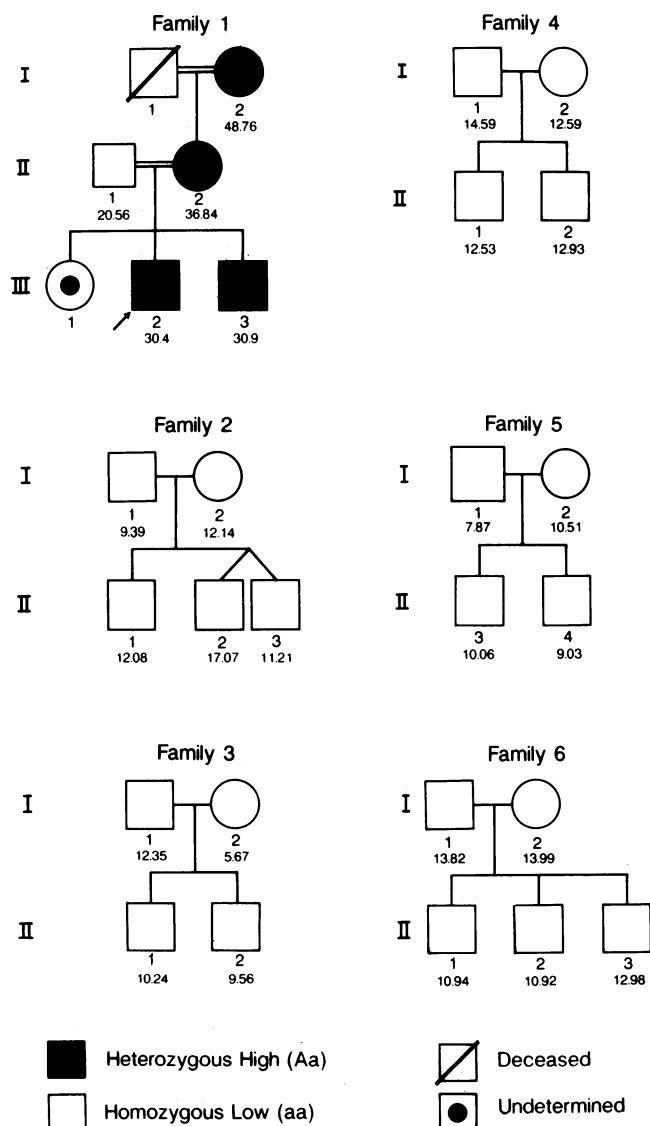 Family 1
I
1
2
48.76
II
1
20.56
2
36.84
III
1
2
30.4
3
30.9
Family 4
I
1
14.59
2
12.59
II
1
12.53
2
12.93
Family 2
I
1
9.39
2
12.14
II
1
12.08
2
17.07
3
11.21
Family 5
I
1
7.87
2
10.51
II
3
10.06
4
9.03
Family 3
I
1
12.35
2
5.67
II
1
10.24
2
9.56
Family 6
I
1
13.82
2
13.99
II
1
10.94
2
10.92
3
12.98
Heterozygous High (Aa)
Homozygous Low (aa)
Deceased
Undetermined